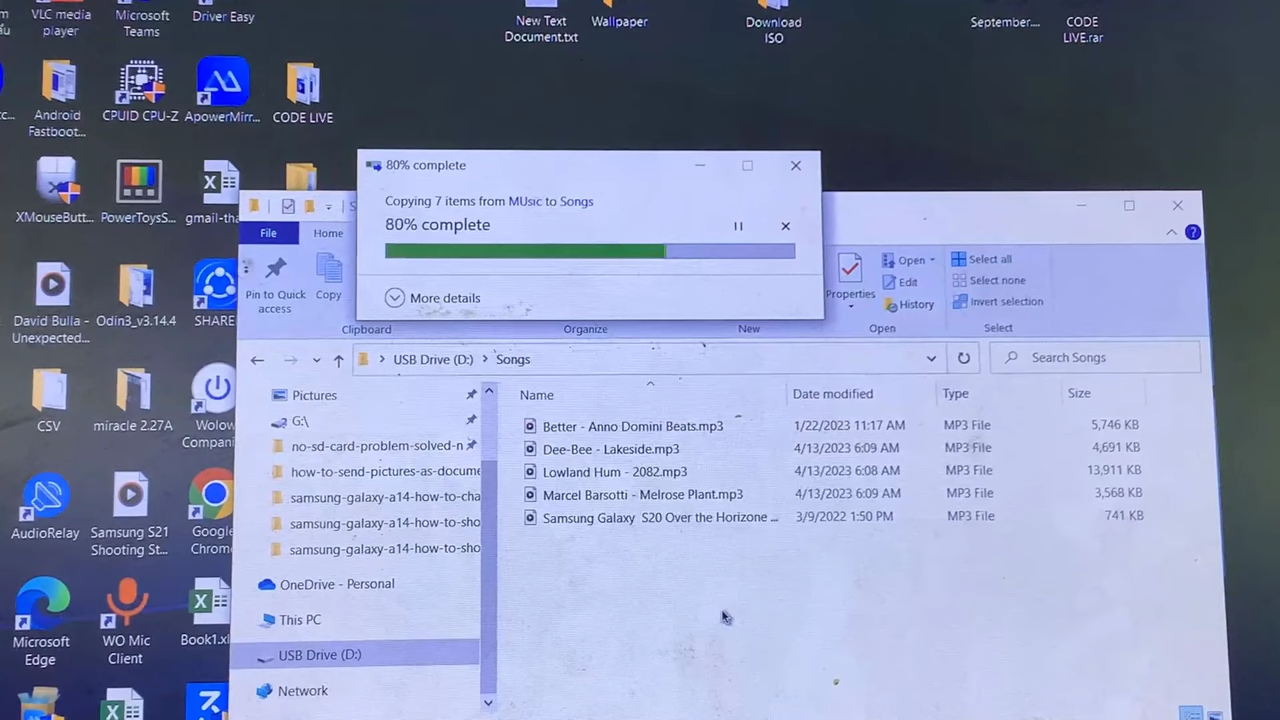 VLC media
player
Microsoft
Teams
Driver Easy
New Text
Document.txt
Wallpaper
Download
ISO
September....
CODE
LIVE.rar
Android
Fastboot...
CPUID CPU-Z
ApowerMirr...
CODE LIVE
XMouseButt...
PowerToysS...
gmail-tha
David Bulla -
Unexpected...
Odin3_v3.14.4
SHARE
CSV
miracle 2.27A
Wolow
Compani
AudioRelay
Samsung S21
Shooting St...
Google
Chrom
Microsoft
Edge
WO Mic
Client
Book1.xl
80% complete
Copying 7 items from MUsic to Songs
80% complete
More details
File
Home
Pin to Quick
access
Copy
Clipboard
Organize
New
Properties
Open
Edit
History
Open
Select all
Select none
Invert selection
Select
USB Drive (D:) > Songs
Search Songs
Pictures
G:\
no-sd-card-problem-solved-n
how-to-send-pictures-as-docume
samsung-galaxy-a14-how-to-cha
samsung-galaxy-a14-how-to-sho
samsung-galaxy-a14-how-to-sho
OneDrive - Personal
This PC
USB Drive (D:)
Network
Name Date modified Type Size
Better - Anno Domini Beats.mp3 1/22/2023 11:17 AM MP3 File 5,746 KB
Dee-Bee - Lakeside.mp3 4/13/2023 6:09 AM MP3 File 4,691 KB
Lowland Hum - 2082.mp3 4/13/2023 6:08 AM MP3 File 13,911 KB
Marcel Barsotti - Melrose Plant.mp3 4/13/2023 6:09 AM MP3 File 3,568 KB
Samsung Galaxy S20 Over the Horizone ... 3/9/2022 1:50 PM MP3 File 741 KB